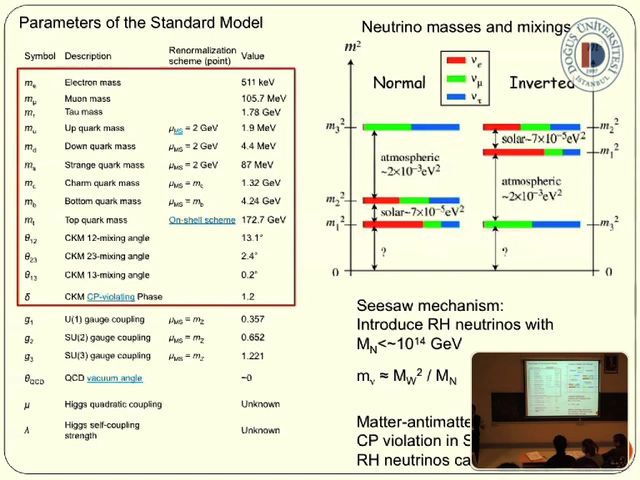 Parameters of the Standard Model
Symbol Description Renormalization scheme (point) Value
mₑ Electron mass 511 keV
m_μ Muon mass 105.7 MeV
m_τ Tau mass 1.78 GeV
m_u Up quark mass μ_MS = 2 GeV 1.9 MeV
m_d Down quark mass μ_MS = 2 GeV 4.4 MeV
m_s Strange quark mass μ_MS = 2 GeV 87 MeV
m_c Charm quark mass μ_MS = m_c 1.32 GeV
m_b Bottom quark mass μ_MS = m_b 4.24 GeV
m_t Top quark mass On-shell scheme 172.7 GeV
θ₁₂ CKM 12-mixing angle 13.1°
θ₂₃ CKM 23-mixing angle 2.4°
θ₁₃ CKM 13-mixing angle 0.2°
δ CKM CP-violating Phase 1.2
g₁ U(1) gauge coupling μ_MS = m_Z 0.357
g₂ SU(2) gauge coupling μ_MS = m_Z 0.652
g₃ SU(3) gauge coupling μ_MS = m_Z 1.221
θ_QCD QCD vacuum angle ~0
μ Higgs quadratic coupling Unknown
λ Higgs self-coupling strength Unknown
Neutrino masses and mixings
DOĞUŞ ÜNİVERSİTESİ
1997
İSTANBUL
m²
ν_e
ν_μ
ν_τ
Normal Inverted
m₃² m₂²
solar~7×10⁻⁵eV²
m₁²
atmospheric
~2×10⁻³eV²
atmospheric
~2×10⁻³eV²
m₂²
solar~7×10⁻⁵eV²
m₁² m₃²
? ?
0 0
Seesaw mechanism:
Introduce RH neutrinos with
M_N<~10¹⁴ GeV
m_ν ≈ M_W² / M_N
CP violation in
RH neutrinos